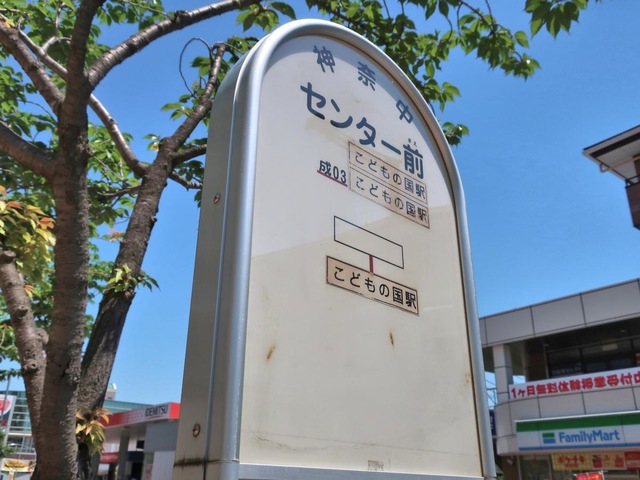 神奈中
センター前
成03
こどもの国駅
こどもの国駅
こどもの国駅
IDEMITSU
1ヶ月無料体験授業受付中
FamilyMart